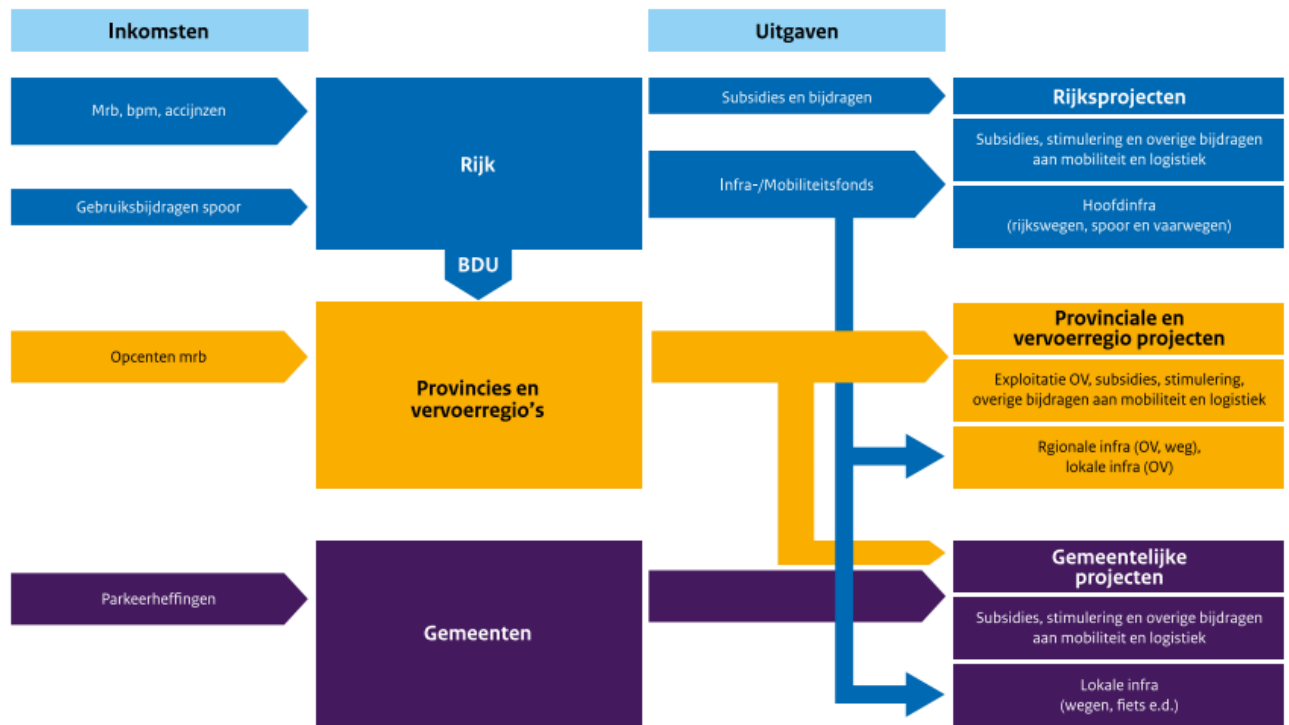 Inkomsten
Uitgaven
Mrb, bpm, accijnzen
Gebruiksbijdragen spoor
Rijk
BDU
Subsidies en bijdragen
Infra-/Mobiliteitsfonds
Rijksprojecten
Subsidies, stimulering en overige bijdragen
aan mobiliteit en logistiek
Hoofdinfra
(rijkswegen, spoor en vaarwegen)
Opcenten mrb
Provincies en
vervoerregio's
Provinciale en
vervoerregio projecten
Exploitatie OV, subsidies, stimulering,
overige bijdragen aan mobiliteit en logistiek
Rgionale infra (OV, weg),
lokale infra (OV)
Parkeerheffingen
Gemeenten
Gemeentelijke
projecten
Subsidies, stimulering en overige bijdragen
aan mobiliteit en logistiek
Lokale infra
(wegen, fiets e.d.)